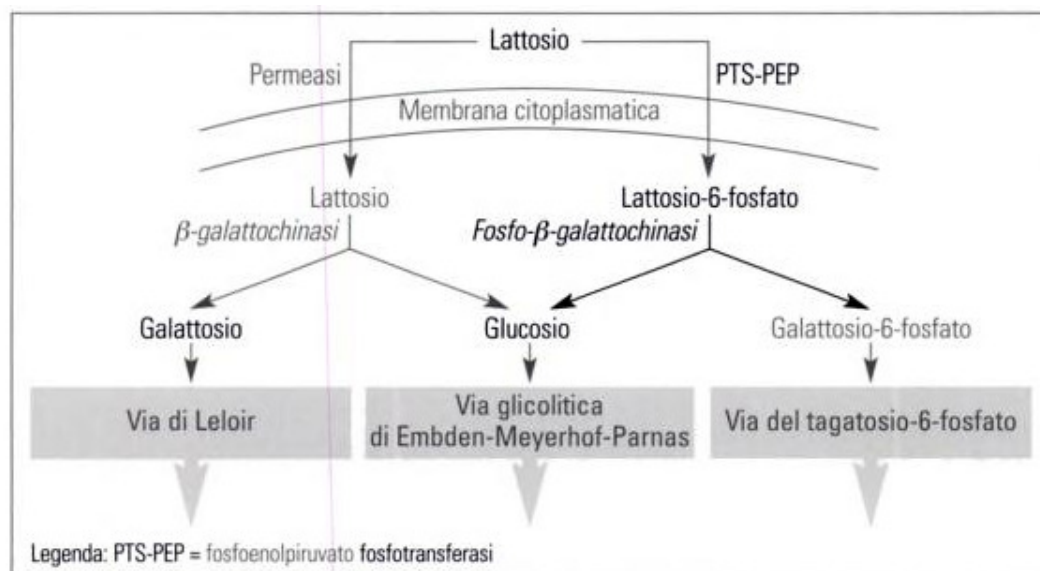 Lattosio
Permeasi
PTS-PEP
Membrana citoplasmatica
Lattosio
Lattosio-6-fosfato
β-galattochinasi
Fosfo-β-galattochinasi
Galattosio
Glucosio
Galattosio-6-fosfato
Via di Leloir
Via glicolitica
di Embden-Meyerhof-Parnas
Via del tagatosio-6-fosfato
Legenda: PTS-PEP = fosfoenolpiruvato fosfotransferasi